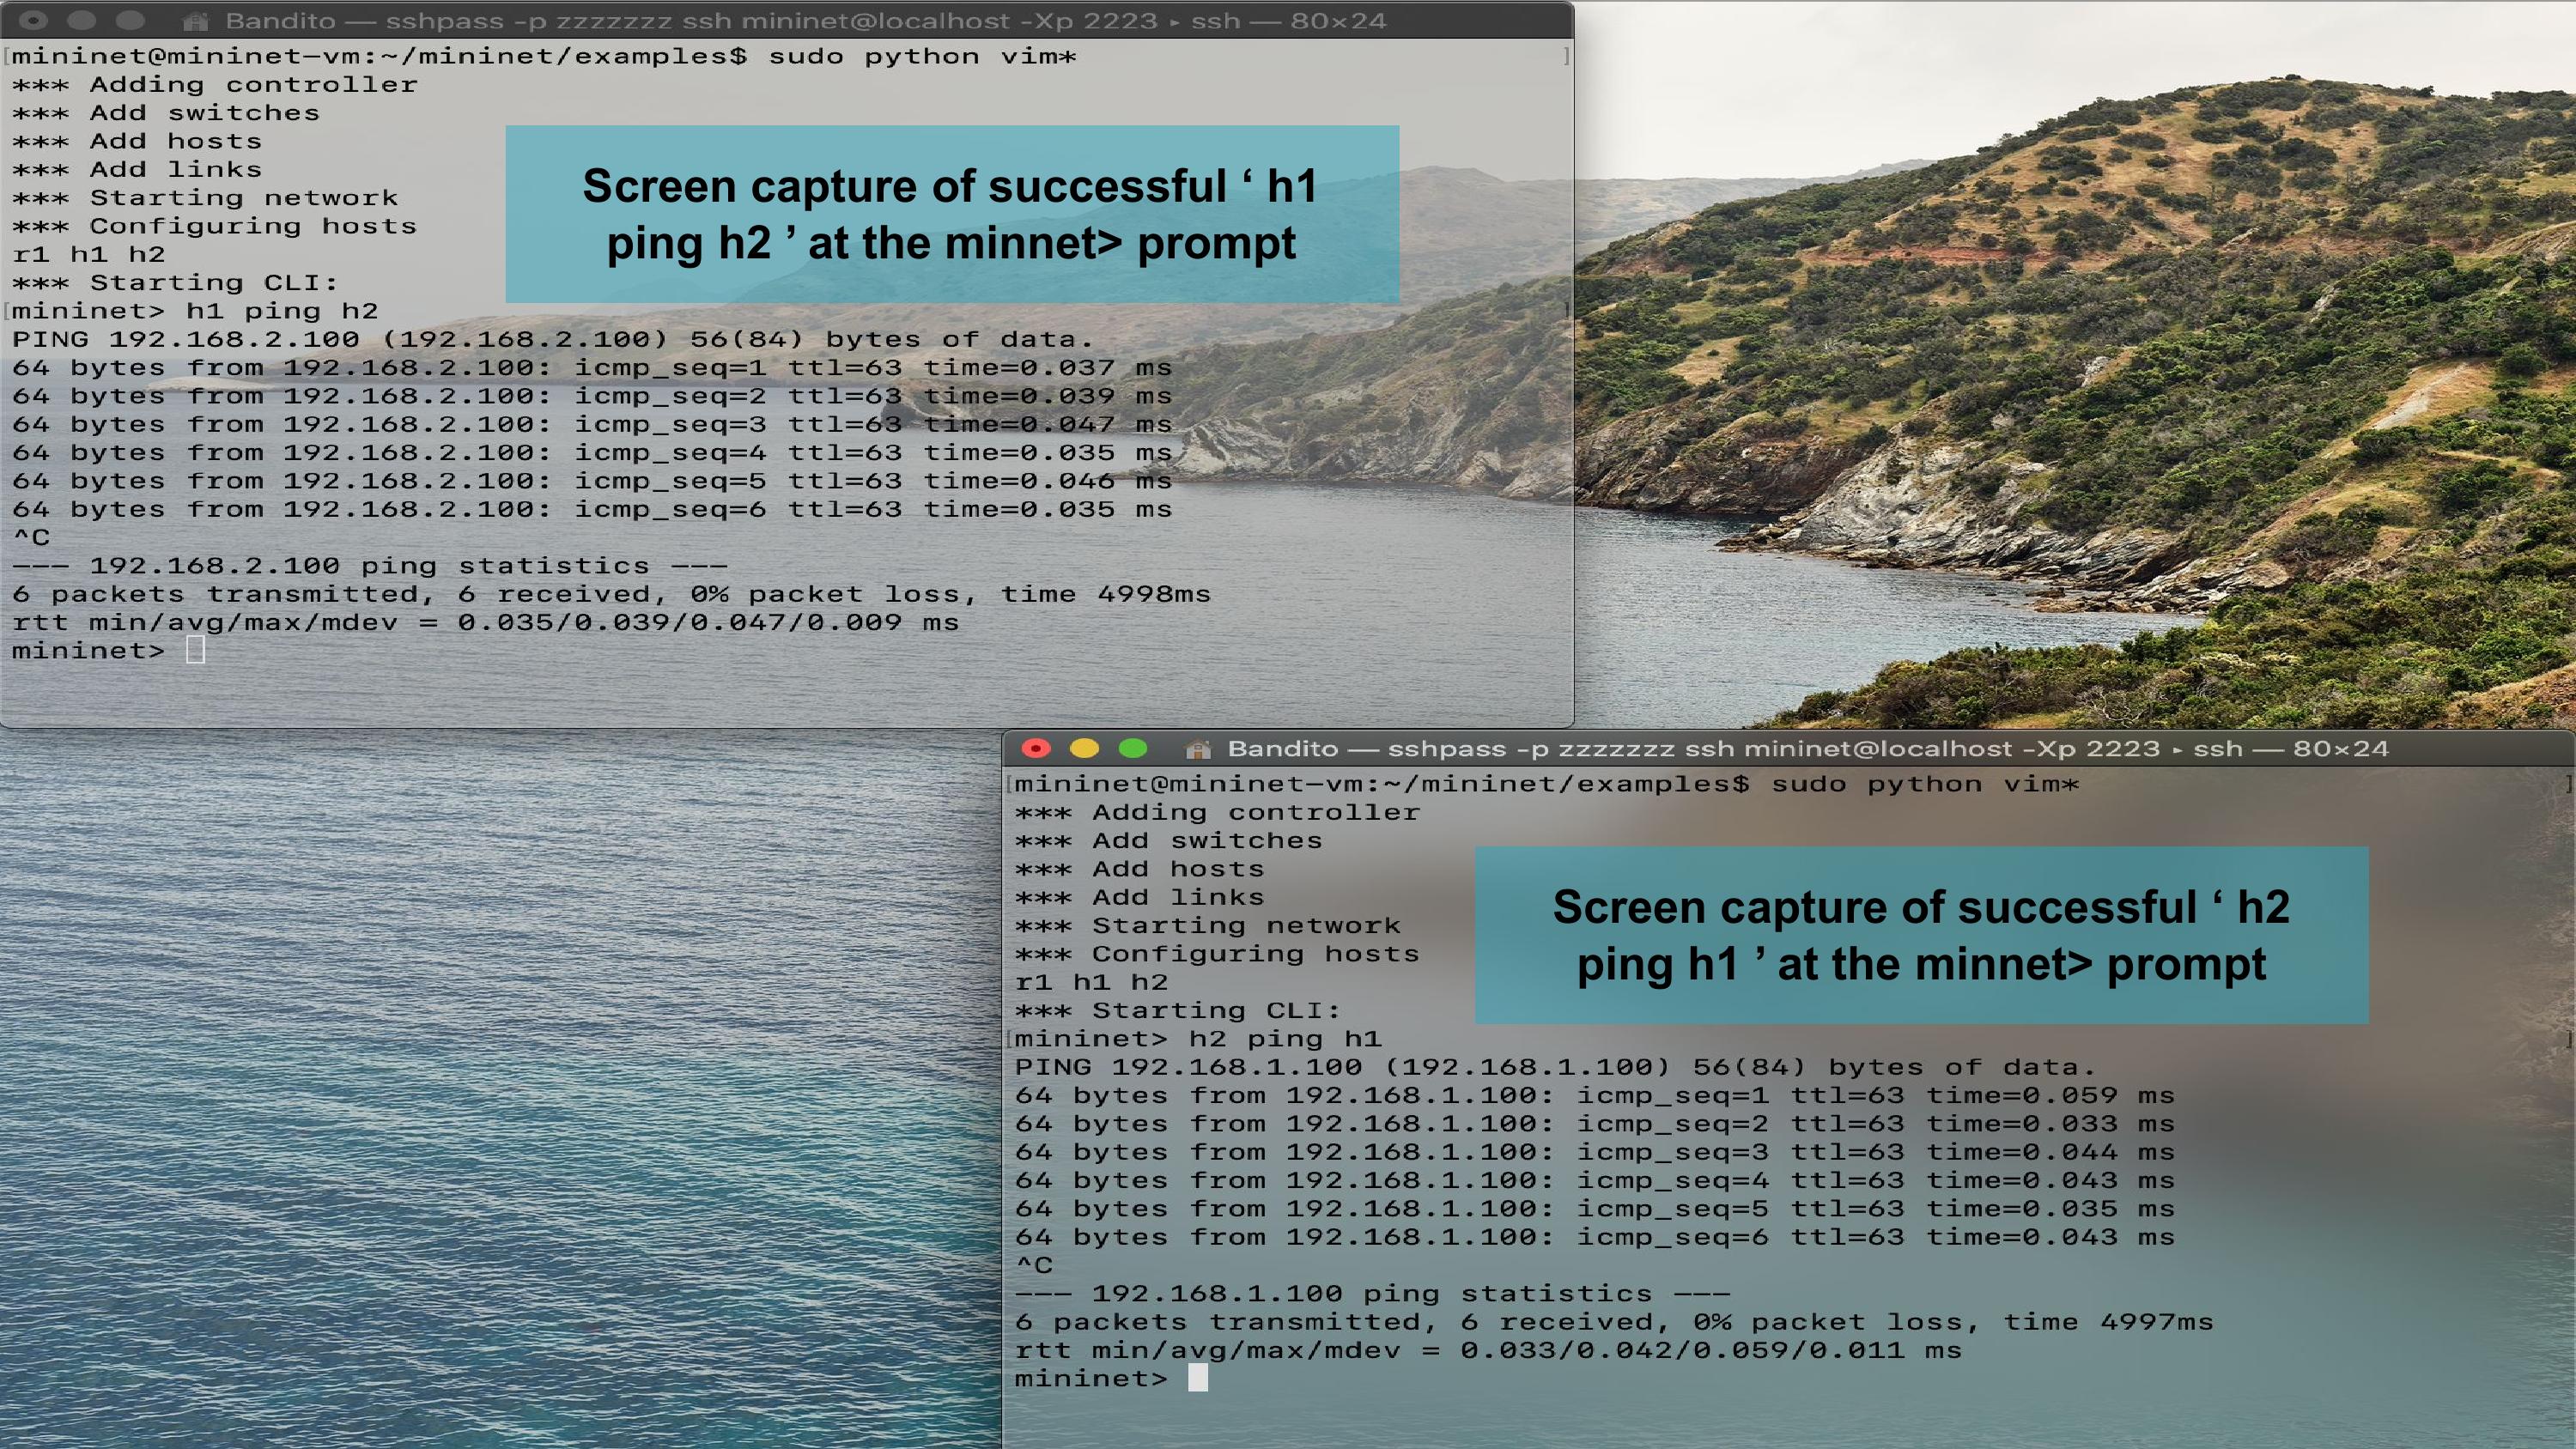 Bandito — sshpass -p zzzzzzz ssh mininet@localhost -Xp 2223 ▸ ssh — 80×24
[mininet@mininet-vm:~/mininet/examples$ sudo python vim* ]
*** Adding controller
*** Add switches
*** Add hosts
*** Add links
*** Starting network
*** Configuring hosts
r1 h1 h2
*** Starting CLI:
[mininet> h1 ping h2 ]
PING 192.168.2.100 (192.168.2.100) 56(84) bytes of data.
64 bytes from 192.168.2.100: icmp_seq=1 ttl=63 time=0.037 ms
64 bytes from 192.168.2.100: icmp_seq=2 ttl=63 time=0.039 ms
64 bytes from 192.168.2.100: icmp_seq=3 ttl=63 time=0.047 ms
64 bytes from 192.168.2.100: icmp_seq=4 ttl=63 time=0.035 ms
64 bytes from 192.168.2.100: icmp_seq=5 ttl=63 time=0.046 ms
64 bytes from 192.168.2.100: icmp_seq=6 ttl=63 time=0.035 ms
^C
--- 192.168.2.100 ping statistics ---
6 packets transmitted, 6 received, 0% packet loss, time 4998ms
rtt min/avg/max/mdev = 0.035/0.039/0.047/0.009 ms
mininet>
Screen capture of successful ‘ h1
ping h2 ’ at the minnet> prompt
Bandito — sshpass -p zzzzzzz ssh mininet@localhost -Xp 2223 ▸ ssh — 80×24
[mininet@mininet-vm:~/mininet/examples$ sudo python vim* ]
*** Adding controller
*** Add switches
*** Add hosts
*** Add links
*** Starting network
*** Configuring hosts
r1 h1 h2
*** Starting CLI:
[mininet> h2 ping h1 ]
PING 192.168.1.100 (192.168.1.100) 56(84) bytes of data.
64 bytes from 192.168.1.100: icmp_seq=1 ttl=63 time=0.059 ms
64 bytes from 192.168.1.100: icmp_seq=2 ttl=63 time=0.033 ms
64 bytes from 192.168.1.100: icmp_seq=3 ttl=63 time=0.044 ms
64 bytes from 192.168.1.100: icmp_seq=4 ttl=63 time=0.043 ms
64 bytes from 192.168.1.100: icmp_seq=5 ttl=63 time=0.035 ms
64 bytes from 192.168.1.100: icmp_seq=6 ttl=63 time=0.043 ms
^C
--- 192.168.1.100 ping statistics ---
6 packets transmitted, 6 received, 0% packet loss, time 4997ms
rtt min/avg/max/mdev = 0.033/0.042/0.059/0.011 ms
mininet>
Screen capture of successful ‘ h2
ping h1 ’ at the minnet> prompt